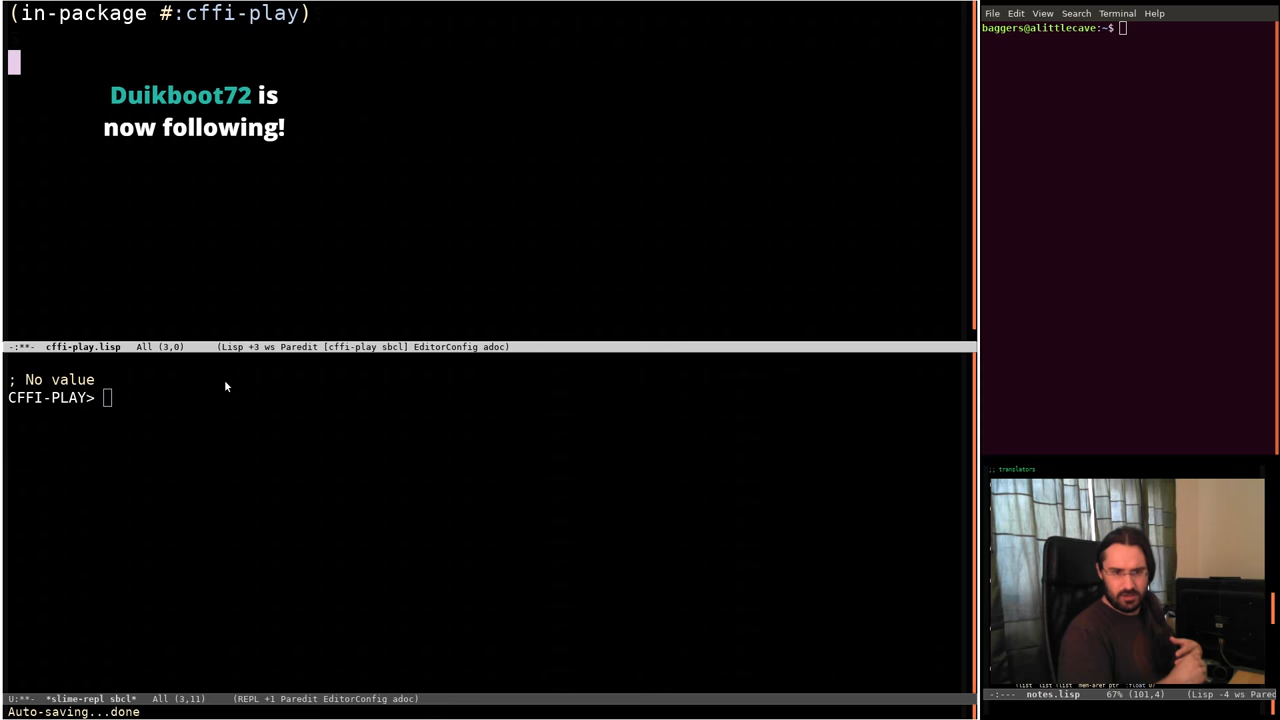 (in-package #:cffi-play)
Duikboot72 is
now following!
-:**-  cffi-play.lisp   All (3,0)      (Lisp +3 ws Paredit [cffi-play sbcl] EditorConfig adoc)
; No value
CFFI-PLAY>
U:**-  *slime-repl sbcl*   All (3,11)     (REPL +1 Paredit EditorConfig adoc)
Auto-saving...done
File Edit View Search Terminal Help
baggers@alittlecave:~$
;; translators
-:---  notes.lisp   67% (101,4)    (Lisp -4 ws Pared